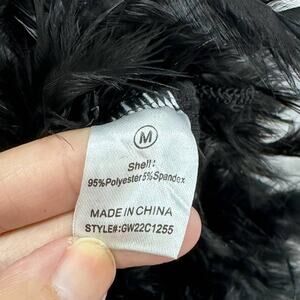 M
Shell:
95%Polyester5%Spandex
MADE IN CHINA
STYLE#:GW22C1255